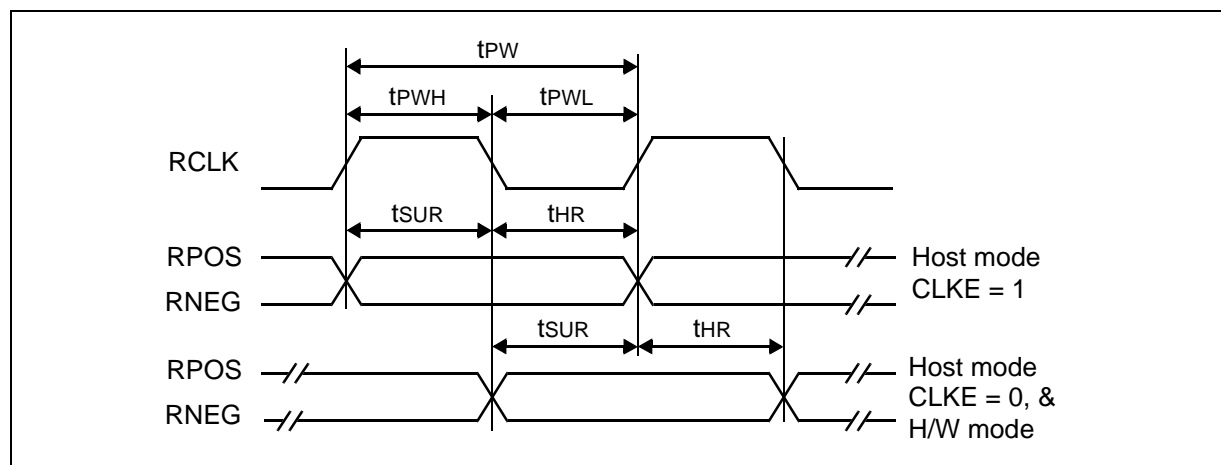 tPW
tPWH tPWL
RCLK
tSUR tHR
RPOS
RNEG
Host mode
CLKE = 1
tSUR tHR
RPOS
RNEG
Host mode
CLKE = 0, &
H/W mode